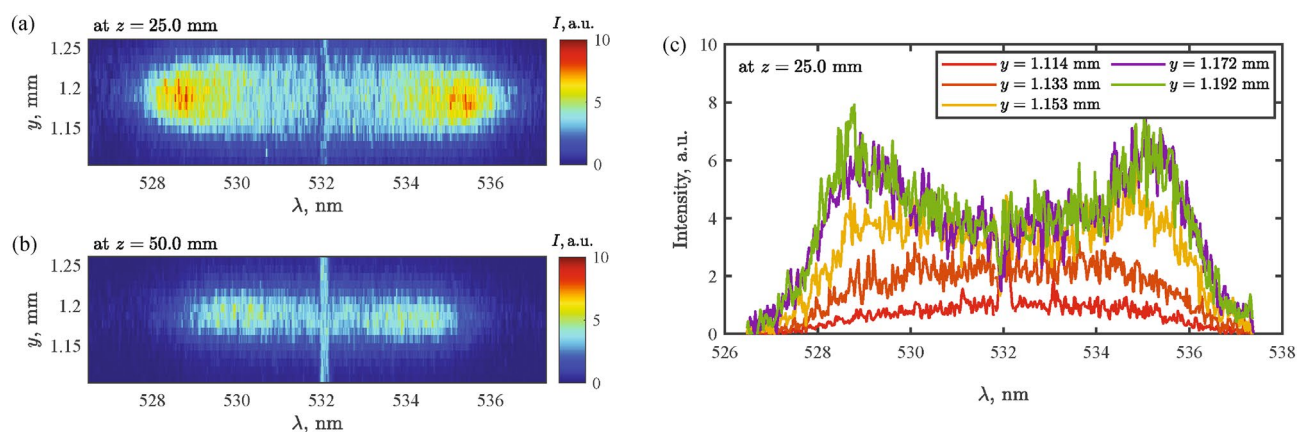 (a)
at z = 25.0 mm
I, a.u.
1.25
1.2
1.15
y, mm
10
5
0
528 530 532 534 536
λ, nm
(b)
at z = 50.0 mm
I, a.u.
1.25
1.2
1.15
y, mm
10
5
0
528 530 532 534 536
λ, nm
(c)
10
8
6
4
2
0
Intensity, a.u.
at z = 25.0 mm
y = 1.114 mm
y = 1.133 mm
y = 1.153 mm
y = 1.172 mm
y = 1.192 mm
526 528 530 532 534 536 538
λ, nm